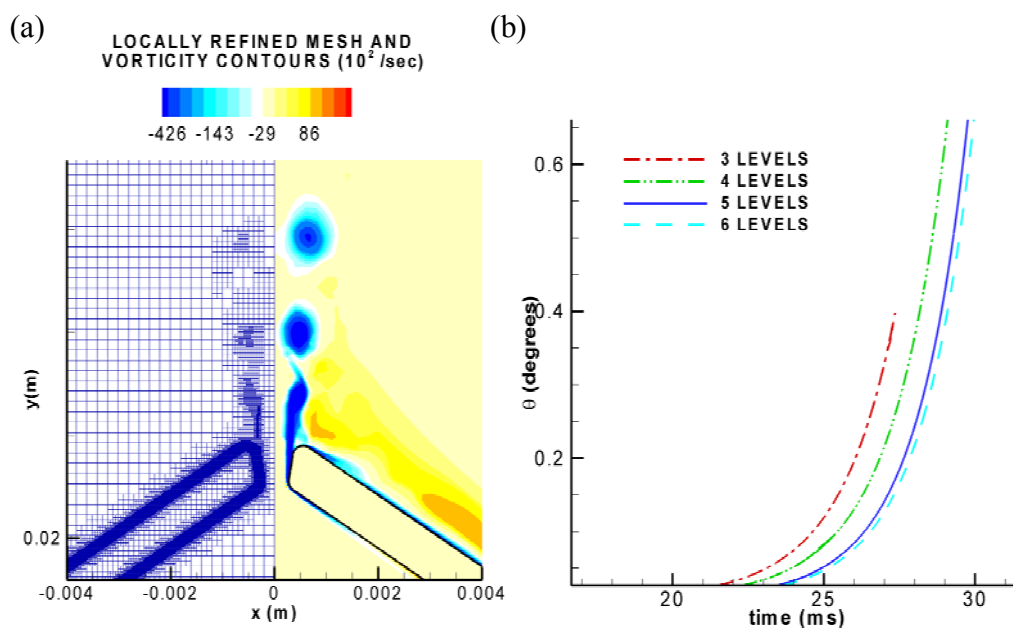 (a)
LOCALLY REFINED MESH AND
VORTICITY CONTOURS (10²/sec)
-426 -143 -29 86
y(m)
0.02
-0.004 -0.002 0 0.002 0.004
x (m)
(b)
3 LEVELS
4 LEVELS
5 LEVELS
6 LEVELS
θ (degrees)
0.6
0.4
0.2
20 25 30
time (ms)